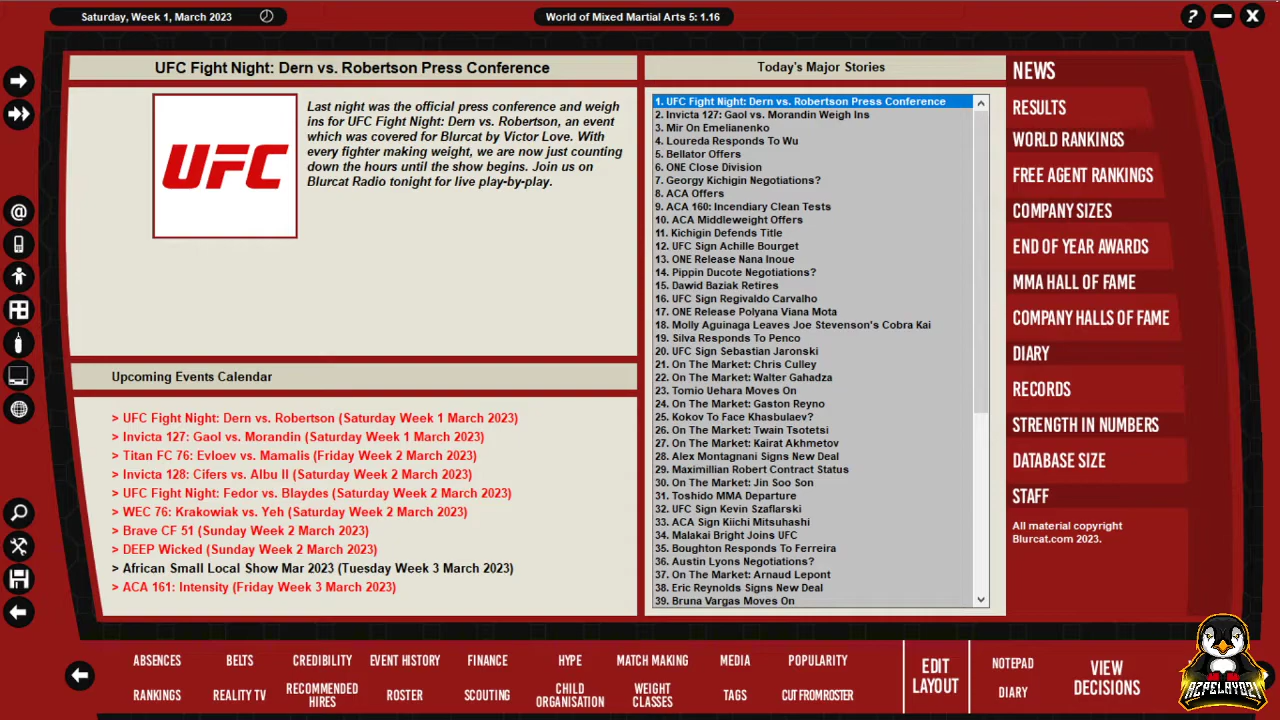 Saturday, Week 1, March 2023
World of Mixed Martial Arts 5: 1.16
?
X
UFC Fight Night: Dern vs. Robertson Press Conference
UFC
Last night was the official press conference and weigh
ins for UFC Fight Night: Dern vs. Robertson, an event
which was covered for Blurcat by Victor Love. With
every fighter making weight, we are now just counting
down the hours until the show begins. Join us on
Blurcat Radio tonight for live play-by-play.
Upcoming Events Calendar
> UFC Fight Night: Dern vs. Robertson (Saturday Week 1 March 2023)
> Invicta 127: Gaol vs. Morandin (Saturday Week 1 March 2023)
> Titan FC 76: Evloev vs. Mamalis (Friday Week 2 March 2023)
> Invicta 128: Cifers vs. Albu II (Saturday Week 2 March 2023)
> UFC Fight Night: Fedor vs. Blaydes (Saturday Week 2 March 2023)
> WEC 76: Krakowiak vs. Yeh (Saturday Week 2 March 2023)
> Brave CF 51 (Sunday Week 2 March 2023)
> DEEP Wicked (Sunday Week 2 March 2023)
> African Small Local Show Mar 2023 (Tuesday Week 3 March 2023)
> ACA 161: Intensity (Friday Week 3 March 2023)
Today's Major Stories
1. UFC Fight Night: Dern vs. Robertson Press Conference
2. Invicta 127: Gaol vs. Morandin Weigh Ins
3. Mir On Emelianenko
4. Loureda Responds To Wu
5. Bellator Offers
6. ONE Close Division
7. Georgy Kichigin Negotiations?
8. ACA Offers
9. ACA 160: Incendiary Clean Tests
10. ACA Middleweight Offers
11. Kichigin Defends Title
12. UFC Sign Achille Bourget
13. ONE Release Nana Inoue
14. Pippin Ducote Negotiations?
15. Dawid Baziak Retires
16. UFC Sign Regivaldo Carvalho
17. ONE Release Polyana Viana Mota
18. Molly Aguinaga Leaves Joe Stevenson's Cobra Kai
19. Silva Responds To Penco
20. UFC Sign Sebastian Jaronski
21. On The Market: Chris Culley
22. On The Market: Walter Gahadza
23. Tomio Uehara Moves On
24. On The Market: Gaston Reyno
25. Kokov To Face Khasbulaev?
26. On The Market: Twain Tsotetsi
27. On The Market: Kairat Akhmetov
28. Alex Montagnani Signs New Deal
29. Maximillian Robert Contract Status
30. On The Market: Jin Soo Son
31. Toshido MMA Departure
32. UFC Sign Kevin Szaflarski
33. ACA Sign Kiichi Mitsuhashi
34. Malakai Bright Joins UFC
35. Boughton Responds To Ferreira
36. Austin Lyons Negotiations?
37. On The Market: Arnaud Lepont
38. Eric Reynolds Signs New Deal
39. Bruna Vargas Moves On
NEWS
RESULTS
WORLD RANKINGS
FREE AGENT RANKINGS
COMPANY SIZES
END OF YEAR AWARDS
MMA HALL OF FAME
COMPANY HALLS OF FAME
DIARY
RECORDS
STRENGTH IN NUMBERS
DATABASE SIZE
STAFF
All material copyright
Blurcat.com 2023.
@
ABSENCES BELTS CREDIBILITY EVENT HISTORY FINANCE HYPE MATCH MAKING MEDIA POPULARITY
RANKINGS REALITY TV RECOMMENDED HIRES ROSTER SCOUTING CHILD ORGANISATION WEIGHT CLASSES TAGS CUT FROM ROSTER
EDIT LAYOUT
NOTEPAD
DIARY
VIEW DECISIONS
ACPELAYO21